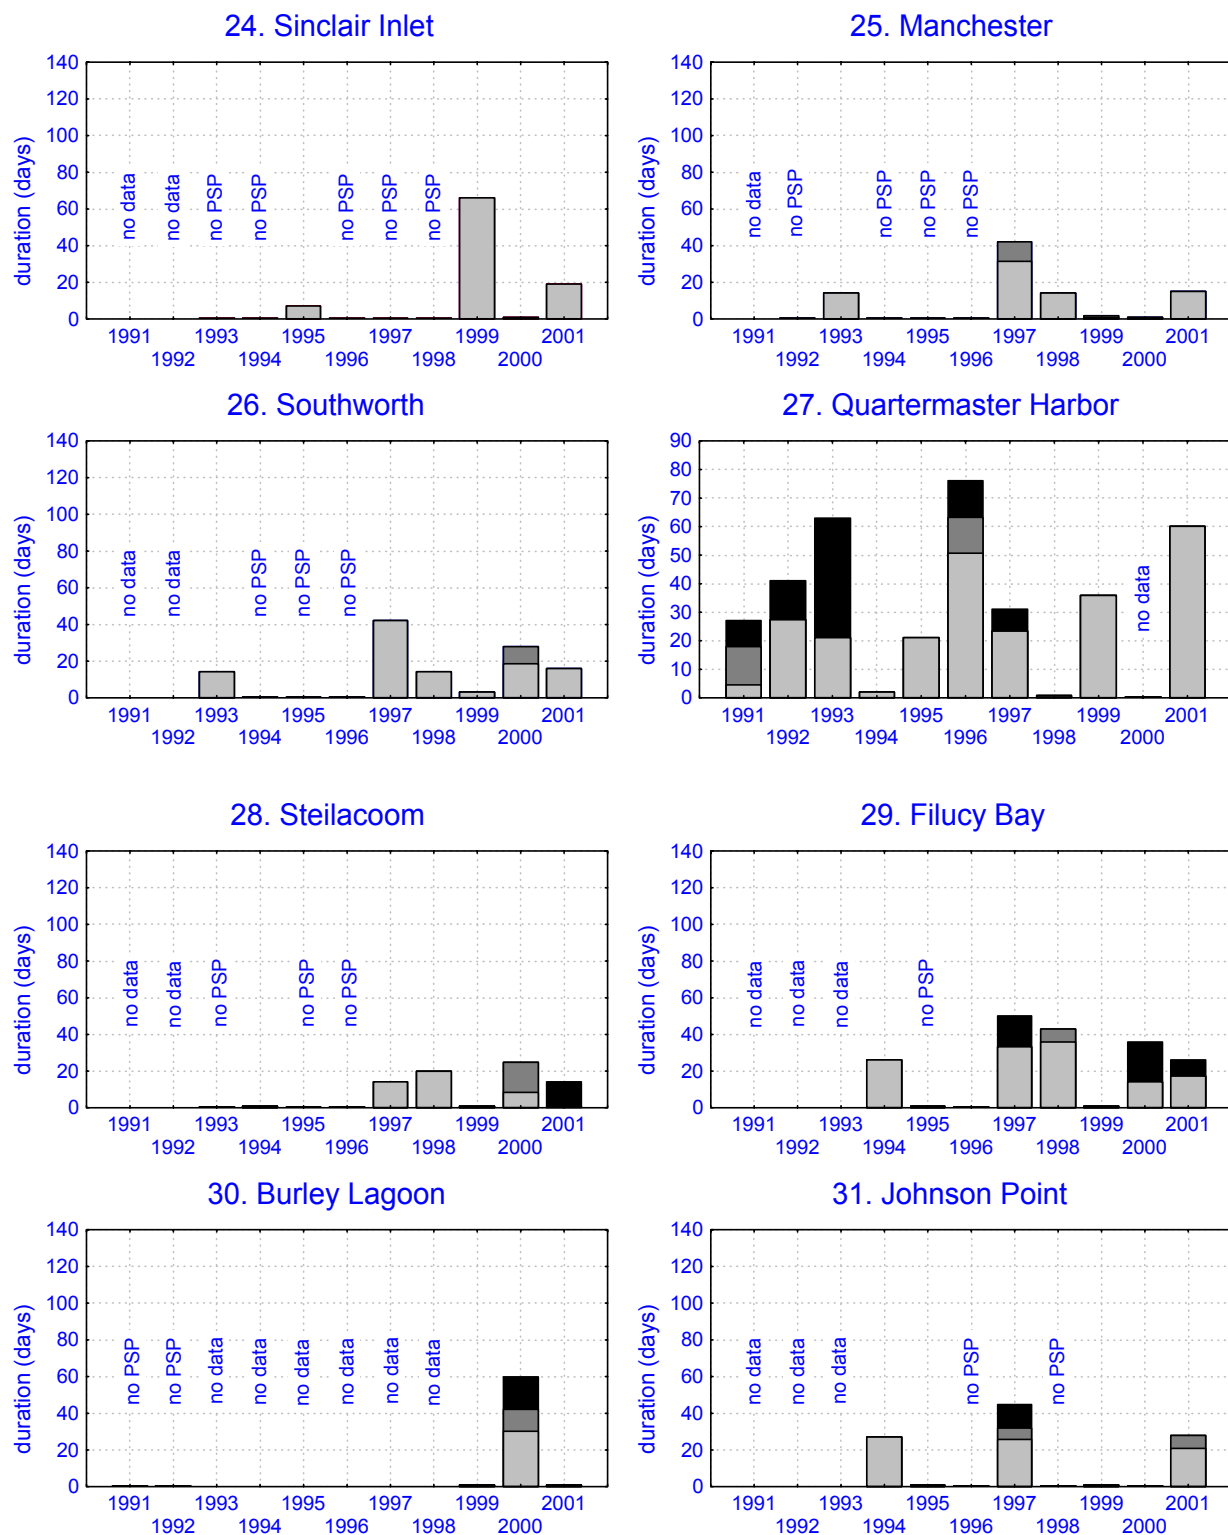 24. Sinclair Inlet
140
120
100
80
60
40
20
0
duration (days)
no data
no data
no PSP
no PSP
no PSP
no PSP
no PSP
1991 1993 1995 1997 1999 2001
1992 1994 1996 1998 2000
25. Manchester
140
120
100
80
60
40
20
0
duration (days)
no data
no PSP
no PSP
no PSP
no PSP
1991 1993 1995 1997 1999 2001
1992 1994 1996 1998 2000
26. Southworth
140
120
100
80
60
40
20
0
duration (days)
no data
no data
no PSP
no PSP
no PSP
1991 1993 1995 1997 1999 2001
1992 1994 1996 1998 2000
27. Quartermaster Harbor
90
80
70
60
50
40
30
20
10
0
duration (days)
no data
1991 1993 1995 1997 1999 2001
1992 1994 1996 1998 2000
28. Steilacoom
140
120
100
80
60
40
20
0
duration (days)
no data
no data
no PSP
no PSP
no PSP
1991 1993 1995 1997 1999 2001
1992 1994 1996 1998 2000
29. Filucy Bay
140
120
100
80
60
40
20
0
duration (days)
no data
no data
no data
no PSP
1991 1993 1995 1997 1999 2001
1992 1994 1996 1998 2000
30. Burley Lagoon
140
120
100
80
60
40
20
0
duration (days)
no PSP
no PSP
no data
no data
no data
no data
no data
no data
1991 1993 1995 1997 1999 2001
1992 1994 1996 1998 2000
31. Johnson Point
140
120
100
80
60
40
20
0
duration (days)
no data
no data
no data
no PSP
no PSP
1991 1993 1995 1997 1999 2001
1992 1994 1996 1998 2000